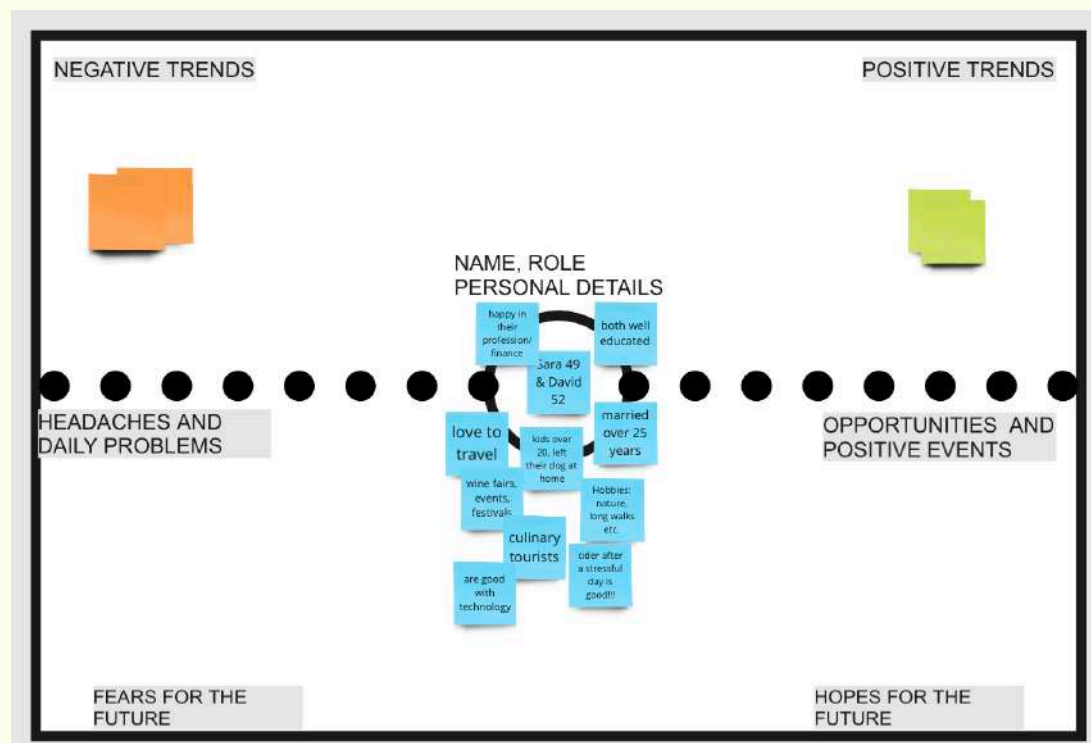 NEGATIVE TRENDS
POSITIVE TRENDS
NAME, ROLE
PERSONAL DETAILS
happy in
their
profession/
finance
both well
educated
Sara 49
& David
52
HEADACHES AND
DAILY PROBLEMS
OPPORTUNITIES AND
POSITIVE EVENTS
love to
travel
kids over
20, left
their dog at
home
married
over 25
years
wine fairs,
events,
festivals
Hobbies:
nature,
long walks
etc.
culinary
tourists
cider after
a stressful
day is
good!!!
are good
with
technology
FEARS FOR THE
FUTURE
HOPES FOR THE
FUTURE